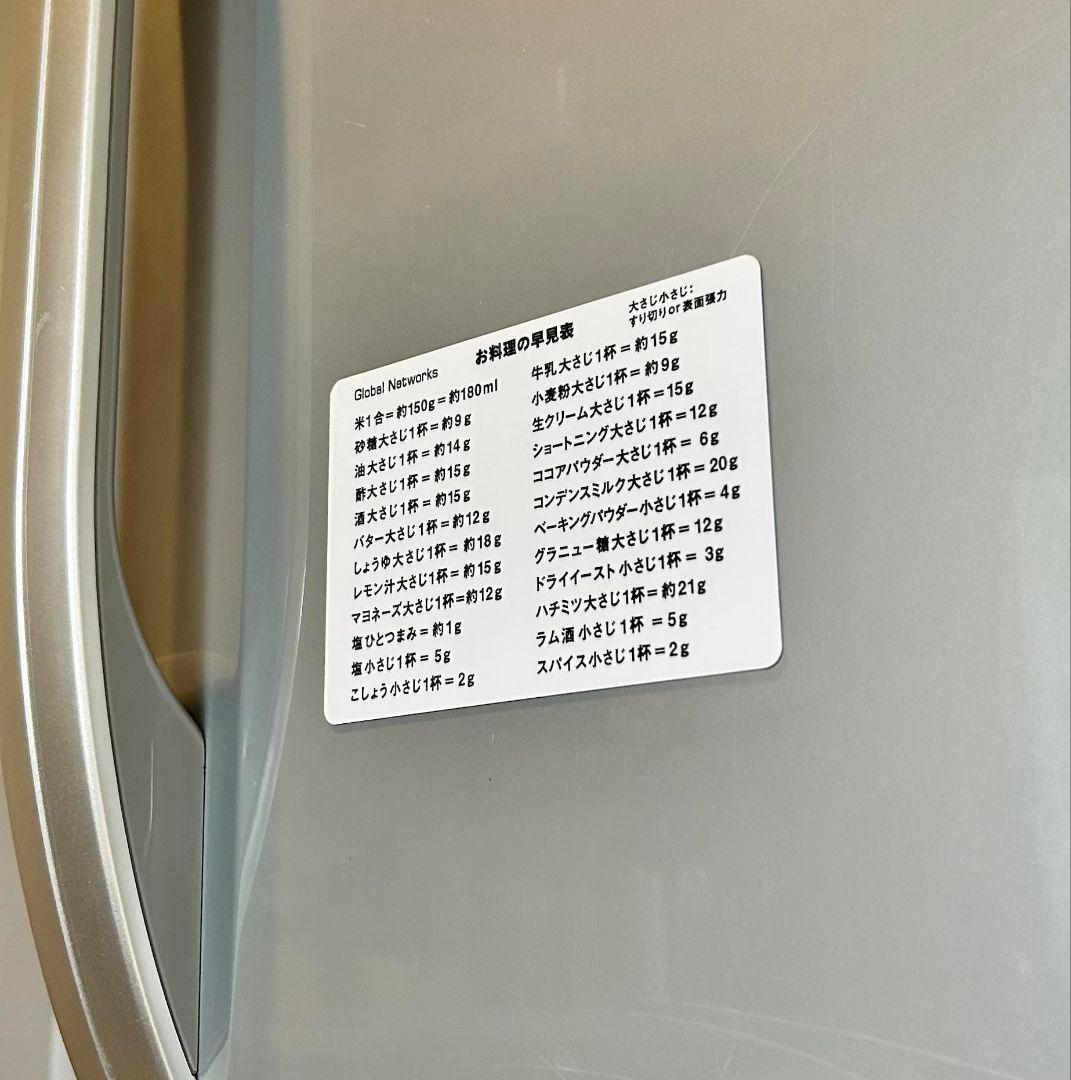 Global Natworks
お料理の早見表
大さじ小さじ:
すり切りor表面張力
米1合=約150g=約180ml
砂糖大さじ1杯=約9g
油大さじ1杯=約14g
酢大さじ1杯=約15g
酒大さじ1杯=約15g
バター大さじ1杯=約12g
しょうゆ大さじ1杯=約18g
レモン汁大さじ1杯=約15g
マヨネーズ大さじ1杯=約12g
塩ひとつまみ=約1g
塩小さじ1杯=5g
こしょう小さじ1杯=2g
牛乳大さじ1杯=約15g
小麦粉大さじ1杯=約9g
生クリーム大さじ1杯=15g
ショートニング大さじ1杯=12g
ココアパウダー大さじ1杯=6g
コンデンスミルク大さじ1杯=20g
ベーキングパウダー小さじ1杯=4g
グラニュー糖大さじ1杯=12g
ドライイースト小さじ1杯=3g
ハチミツ大さじ1杯=約21g
ラム酒小さじ1杯=5g
スパイス小さじ1杯=2g